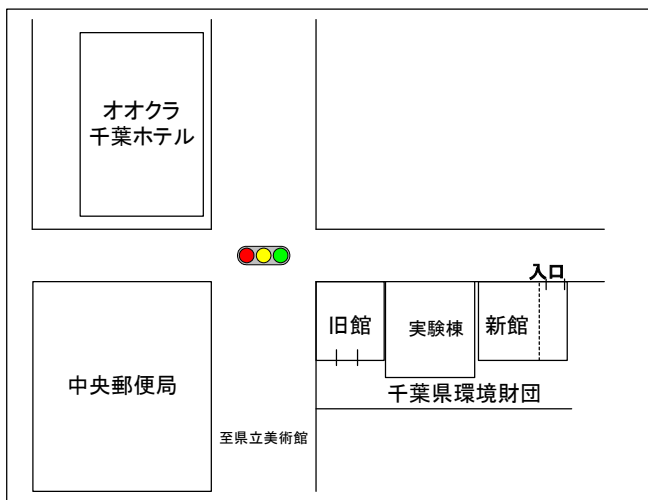 オオクラ
千葉ホテル
入口
旧館
実験棟
新館
中央郵便局
千葉県環境財団
至県立美術館